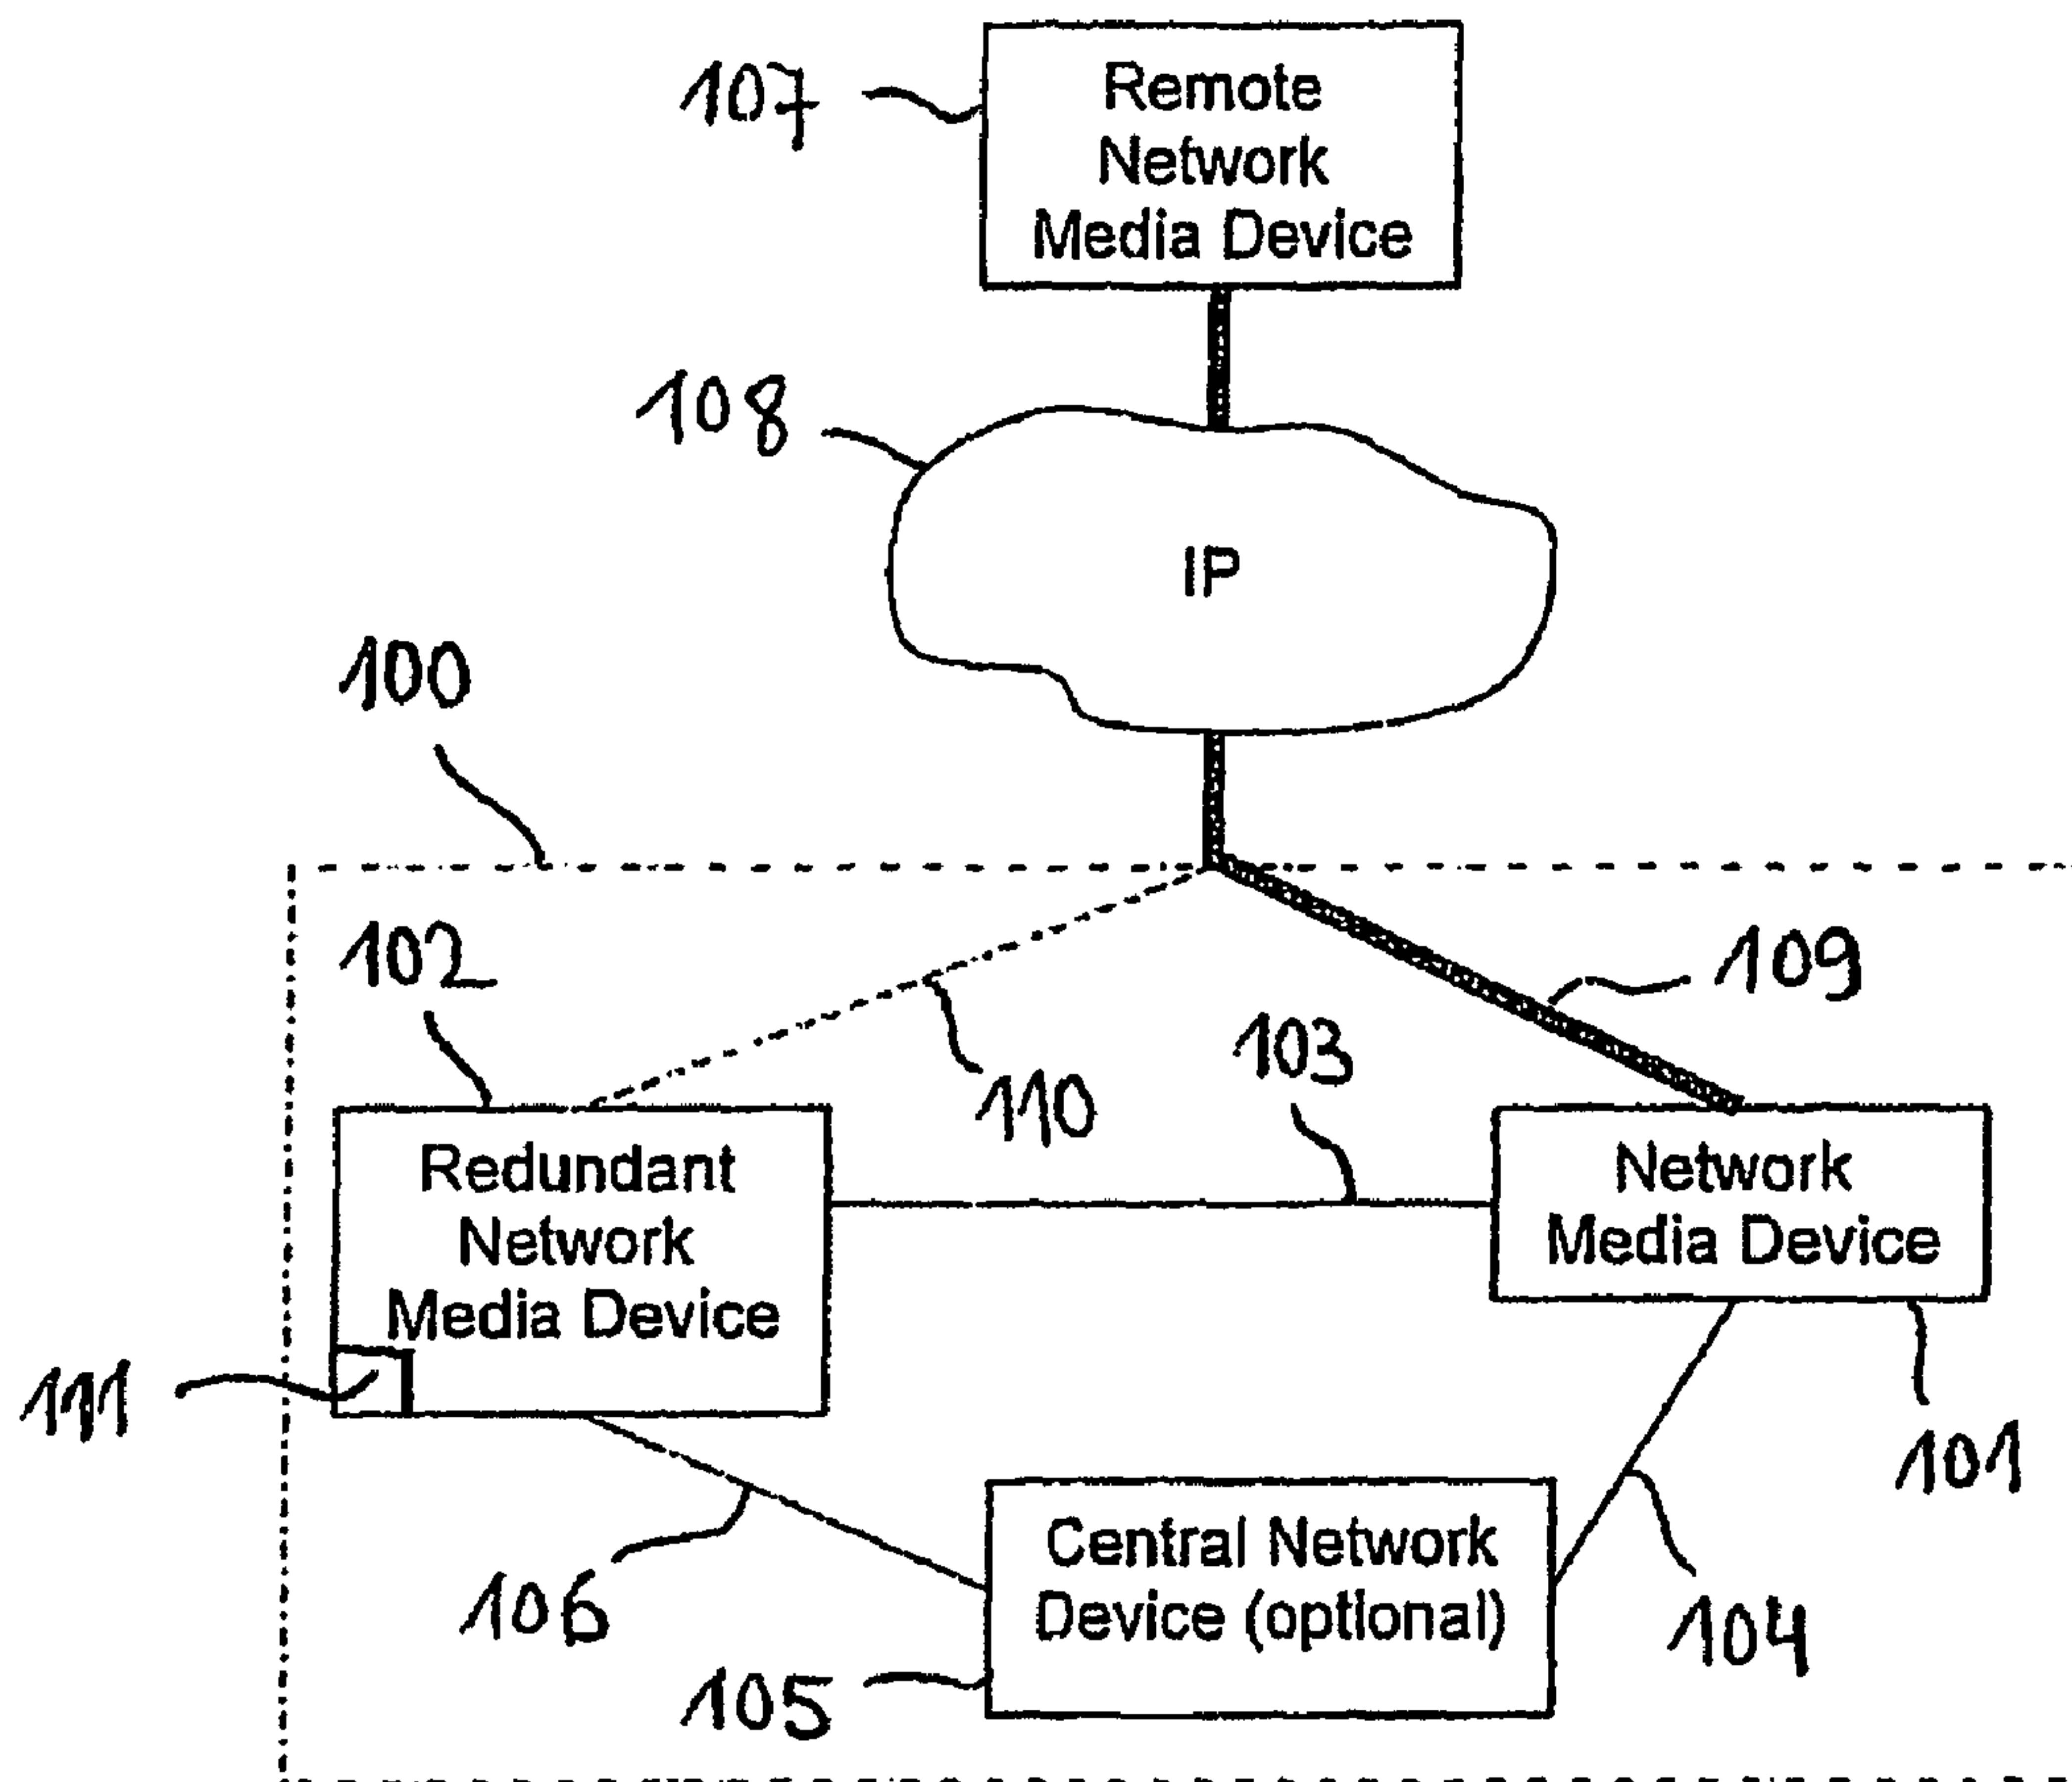 107
Remote
Network
Media Device
108
IP
100
102
109
103
110
Redundant
Network
Media Device
Network
Media Device
111
101
Central Network
Device (optional)
106
104
105